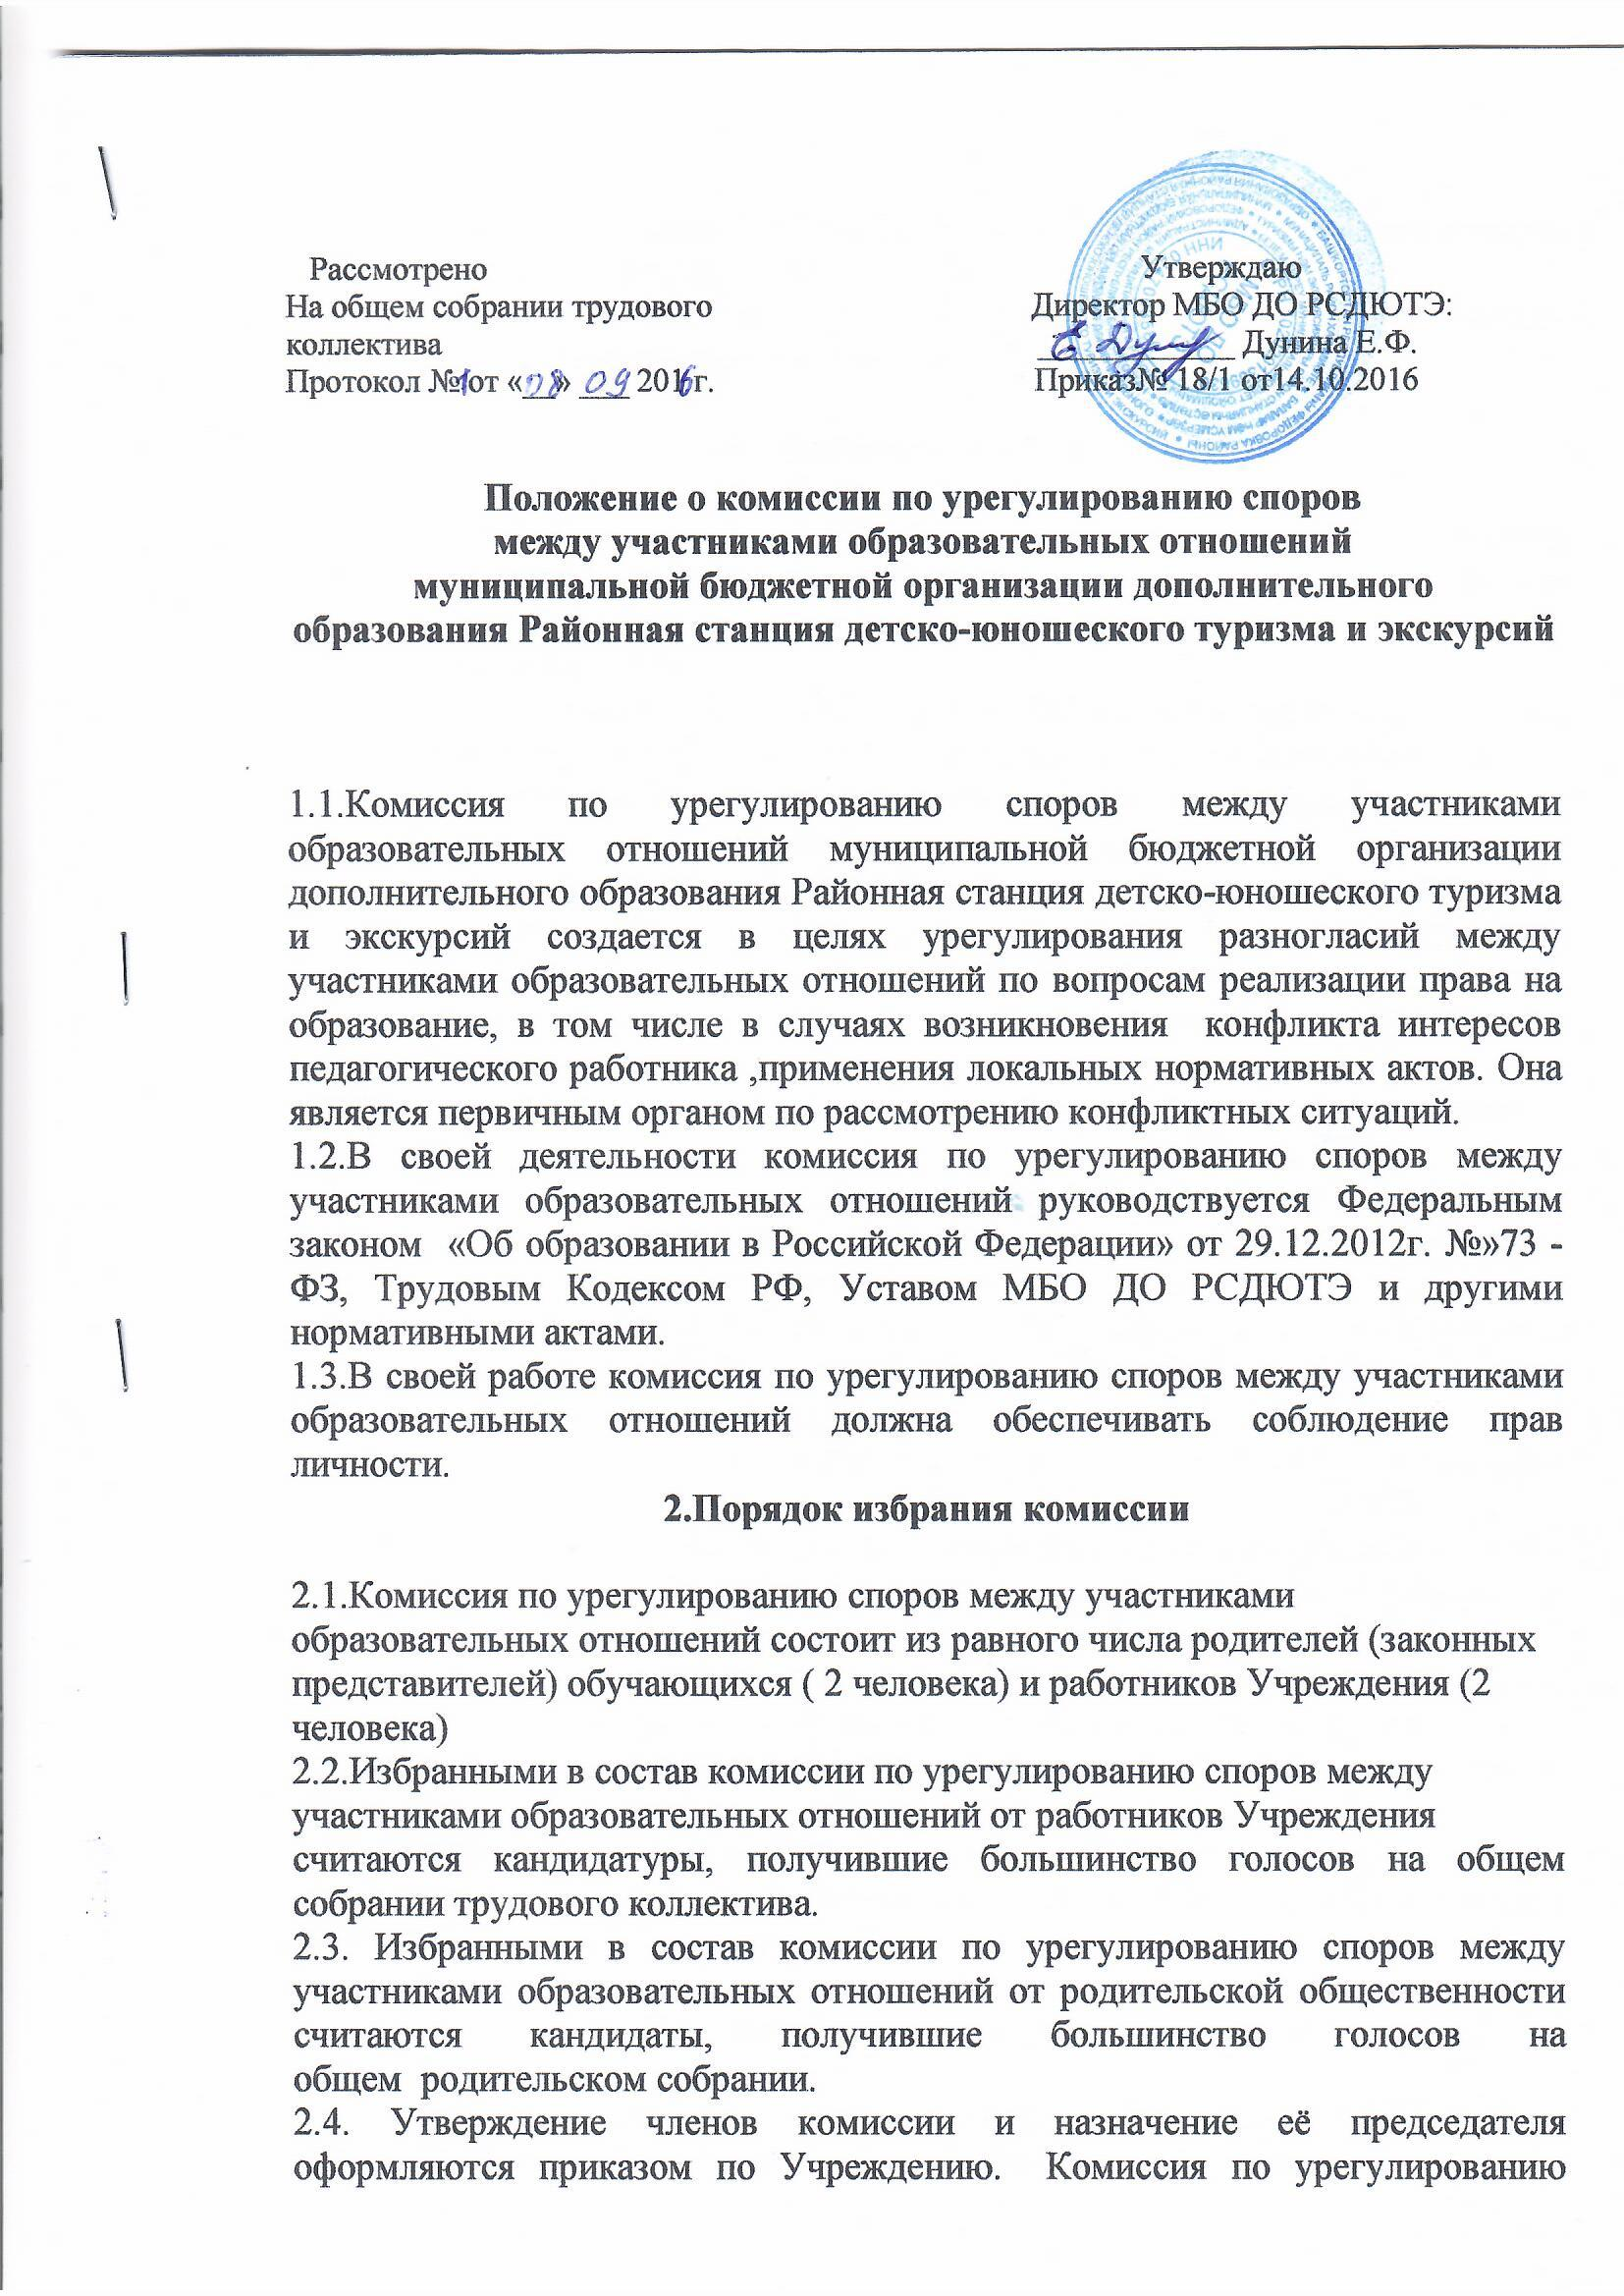 Рассмотрено
На общем собрании трудового
коллектива
Протокол №1 от «08» 09 2016г.
Утверждаю
Директор МБО ДО РСДЮТЭ:
Дунина Е.Ф.
Приказ№ 18/1 от14.10.2016
Положение о комиссии по урегулированию споров
между участниками образовательных отношений
муниципальной бюджетной организации дополнительного
образования Районная станция детско-юношеского туризма и экскурсий
1.1.Комиссия по урегулированию споров между участниками
образовательных отношений муниципальной бюджетной организации
дополнительного образования Районная станция детско-юношеского туризма
и экскурсий создается в целях урегулирования разногласий между
участниками образовательных отношений по вопросам реализации права на
образование, в том числе в случаях возникновения конфликта интересов
педагогического работника ,применения локальных нормативных актов. Она
является первичным органом по рассмотрению конфликтных ситуаций.
1.2.В своей деятельности комиссия по урегулированию споров между
участниками образовательных отношений руководствуется Федеральным
законом «Об образовании в Российской Федерации» от 29.12.2012г. №»73 -
ФЗ, Трудовым Кодексом РФ, Уставом МБО ДО РСДЮТЭ и другими
нормативными актами.
1.3.В своей работе комиссия по урегулированию споров между участниками
образовательных отношений должна обеспечивать соблюдение прав
личности.
2.Порядок избрания комиссии
2.1.Комиссия по урегулированию споров между участниками
образовательных отношений состоит из равного числа родителей (законных
представителей) обучающихся ( 2 человека) и работников Учреждения (2
человека)
2.2.Избранными в состав комиссии по урегулированию споров между
участниками образовательных отношений от работников Учреждения
считаются кандидатуры, получившие большинство голосов на общем
собрании трудового коллектива.
2.3. Избранными в состав комиссии по урегулированию споров между
участниками образовательных отношений от родительской общественности
считаются кандидаты, получившие большинство голосов на
общем родительском собрании.
2.4. Утверждение членов комиссии и назначение её председателя
оформляются приказом по Учреждению. Комиссия по урегулированию